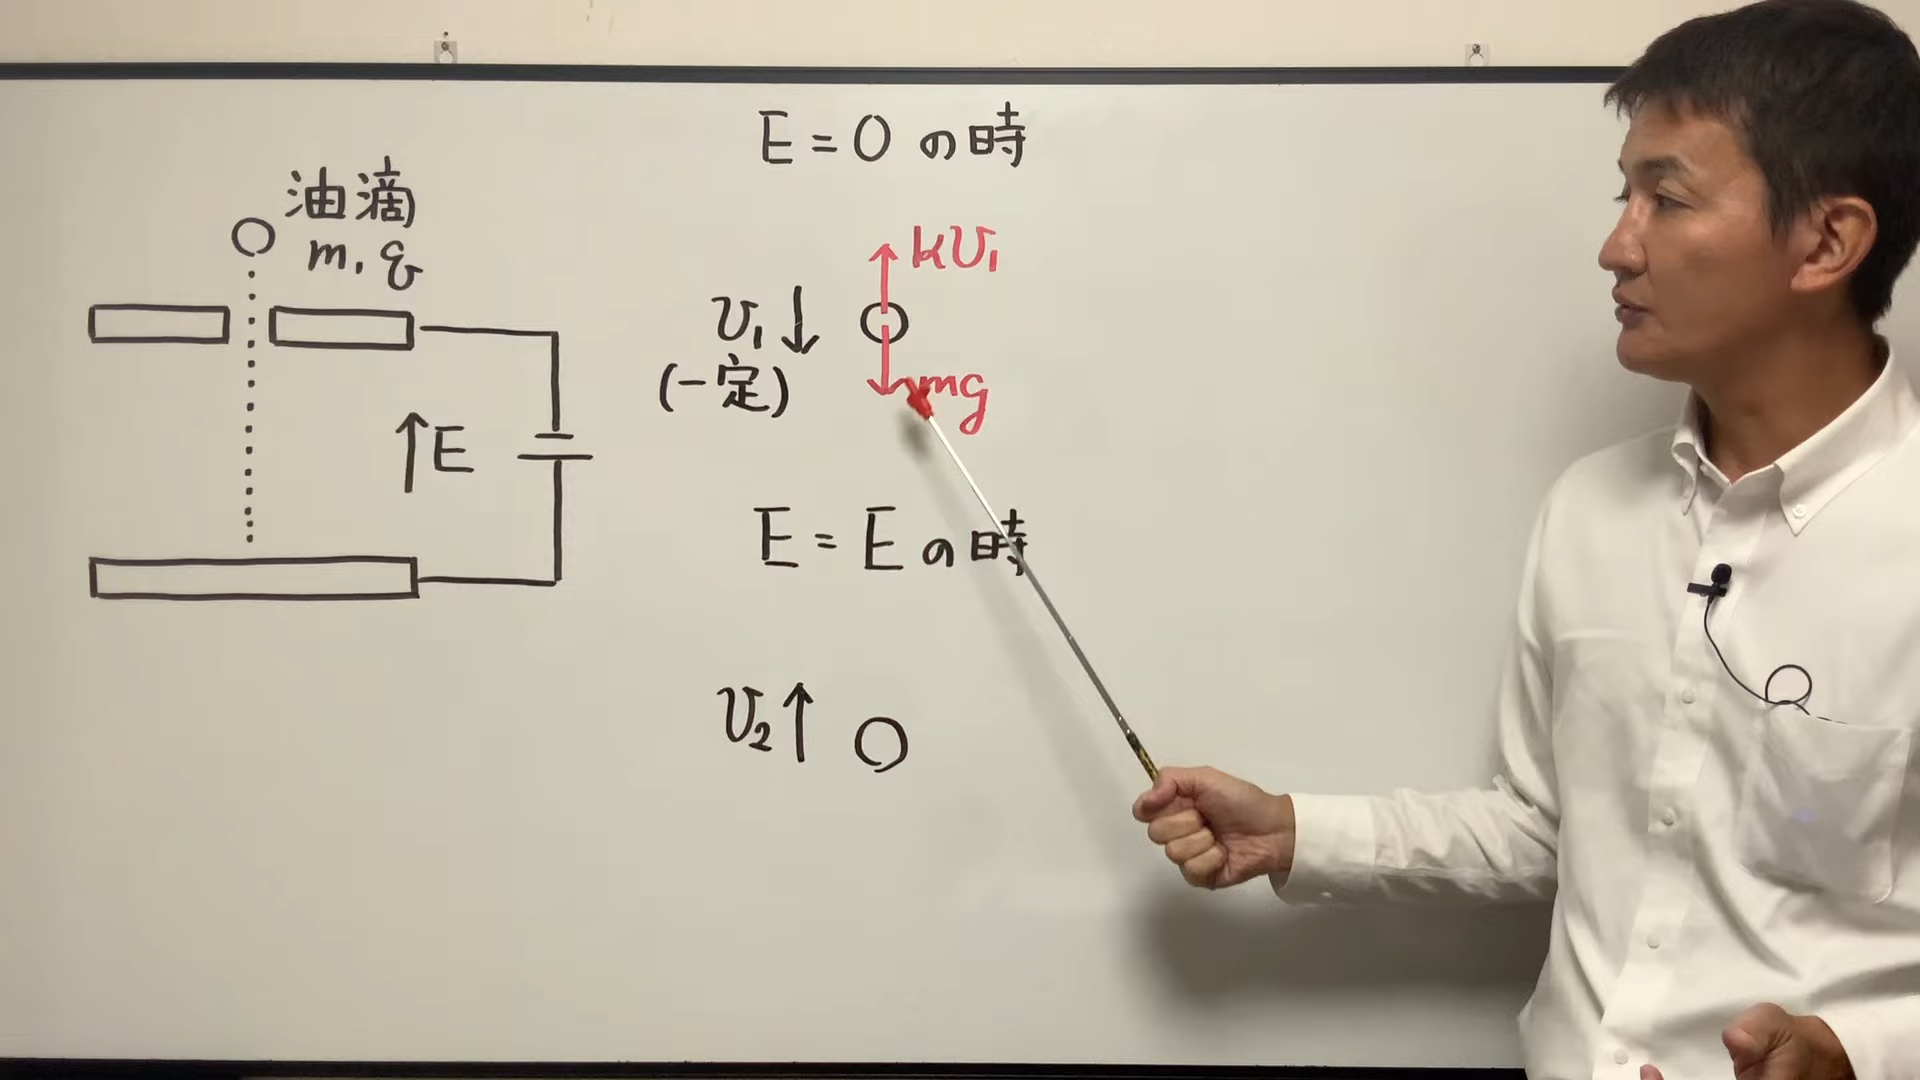 油滴
m, q
E
E = 0 の時
kv₁
v₁
(一定)
mg
E = E の時
v₂